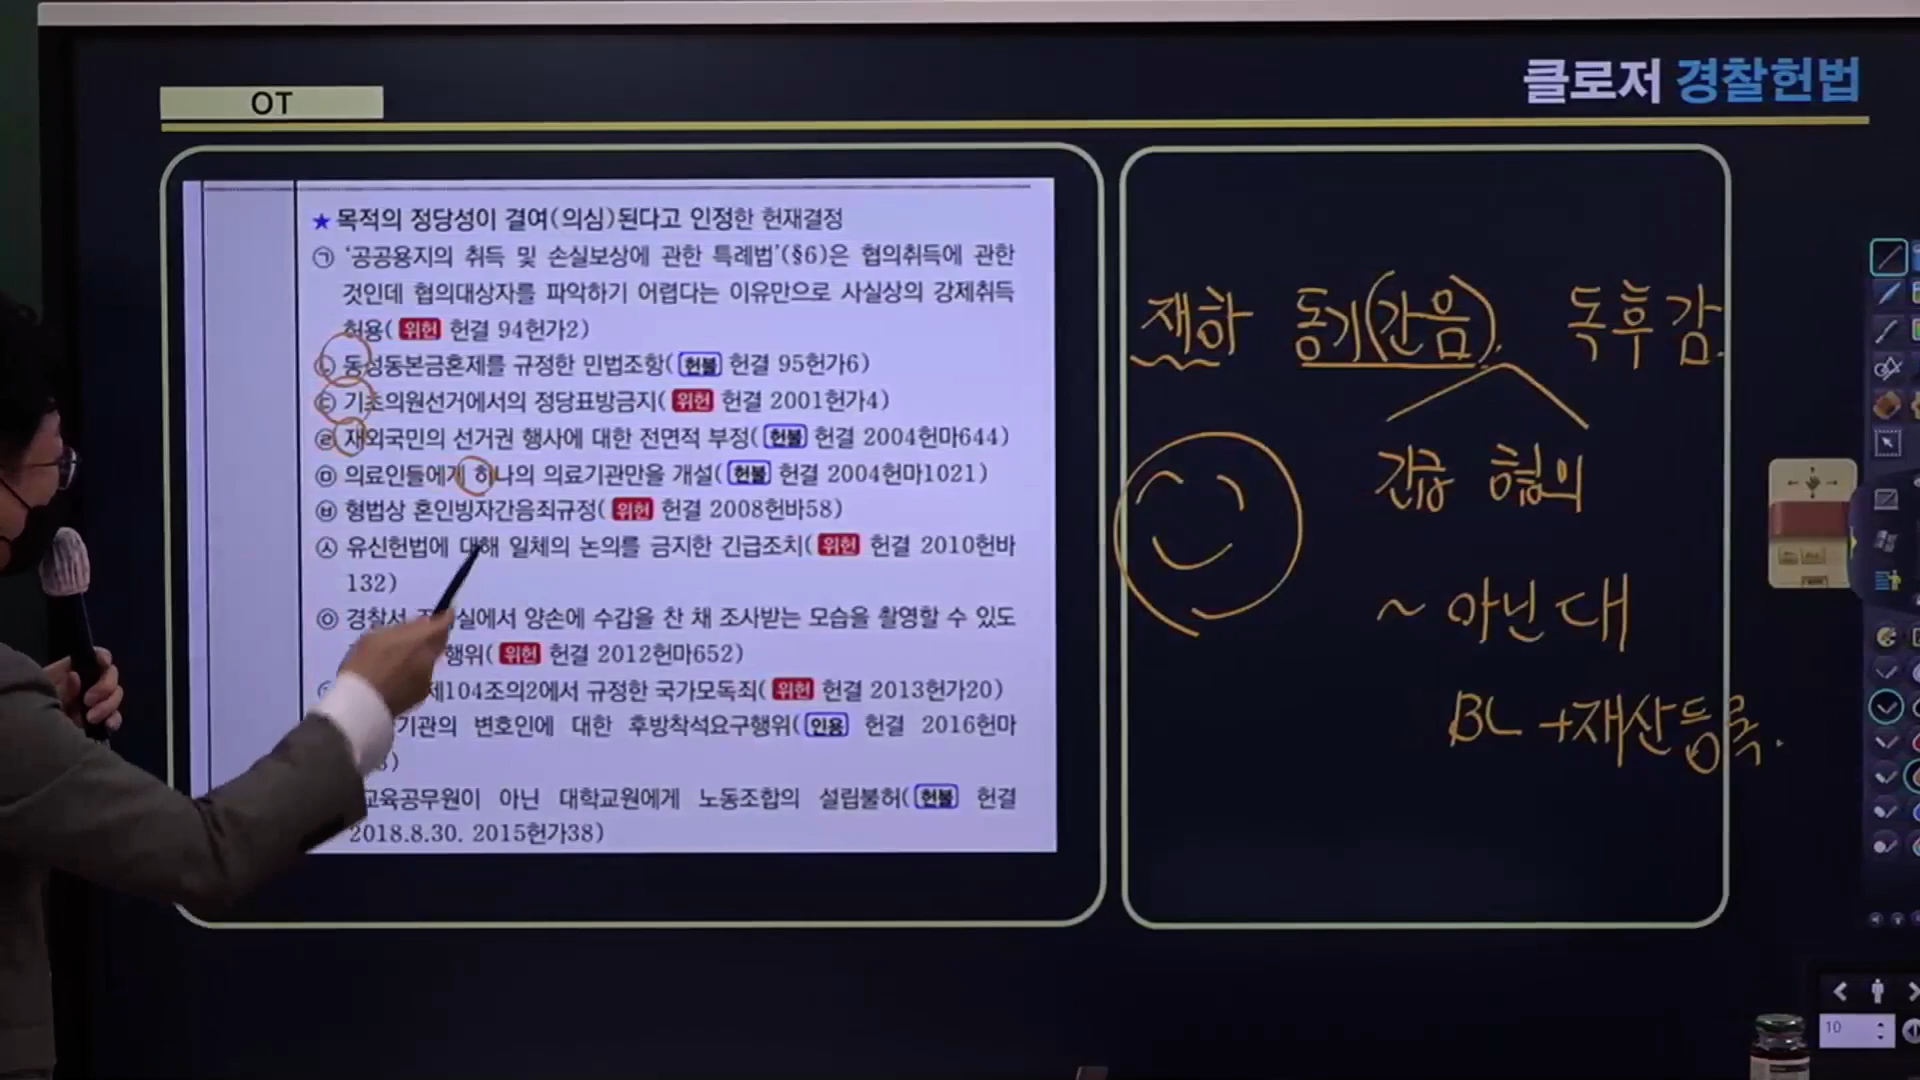 OT
클로저 경찰헌법
★ 목적의 정당성이 결여(의심)된다고 인정한 헌재결정
㉠ '공공용지의 취득 및 손실보상에 관한 특례법'(§6)은 협의취득에 관한
것인데 협의대상자를 파악하기 어렵다는 이유만으로 사실상의 강제취득
허용( 위헌 헌결 94헌가2)
㉡ 동성동본금혼제를 규정한 민법조항( 헌불 헌결 95헌가6)
㉢ 기초의원선거에서의 정당표방금지( 위헌 헌결 2001헌가4)
㉣ 재외국민의 선거권 행사에 대한 전면적 부정( 헌불 헌결 2004헌마644)
㉤ 의료인들에게 하나의 의료기관만을 개설( 헌불 헌결 2004헌마1021)
㉥ 형법상 혼인빙자간음죄규정( 위헌 헌결 2008헌바58)
㉦ 유신헌법에 대해 일체의 논의를 금지한 긴급조치( 위헌 헌결 2010헌바
132)
㉧ 경찰서 실에서 양손에 수갑을 찬 채 조사받는 모습을 촬영할 수 있도
행위( 위헌 헌결 2012헌마652)
제104조의2에서 규정한 국가모독죄( 위헌 헌결 2013헌가20)
기관의 변호인에 대한 후방착석요구행위( 인용 헌결 2016헌마
)
교육공무원이 아닌 대학교원에게 노동조합의 설립불허( 헌불 헌결
2018.8.30. 2015헌가38)
재하 동기(간음). 독후감.
긴급 협의
~ 아닌 대
BL +재산등록.
10